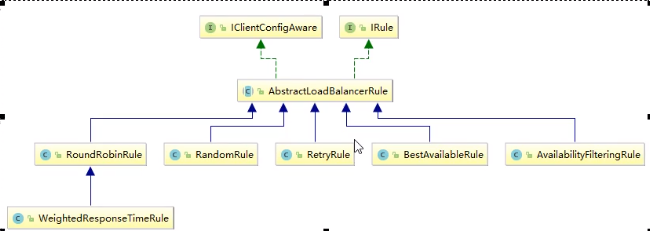 IClientConfigAware IRule
AbstractLoadBalancerRule
RoundRobinRule RandomRule RetryRule BestAvailableRule AvailabilityFilteringRule
WeightedResponseTimeRule